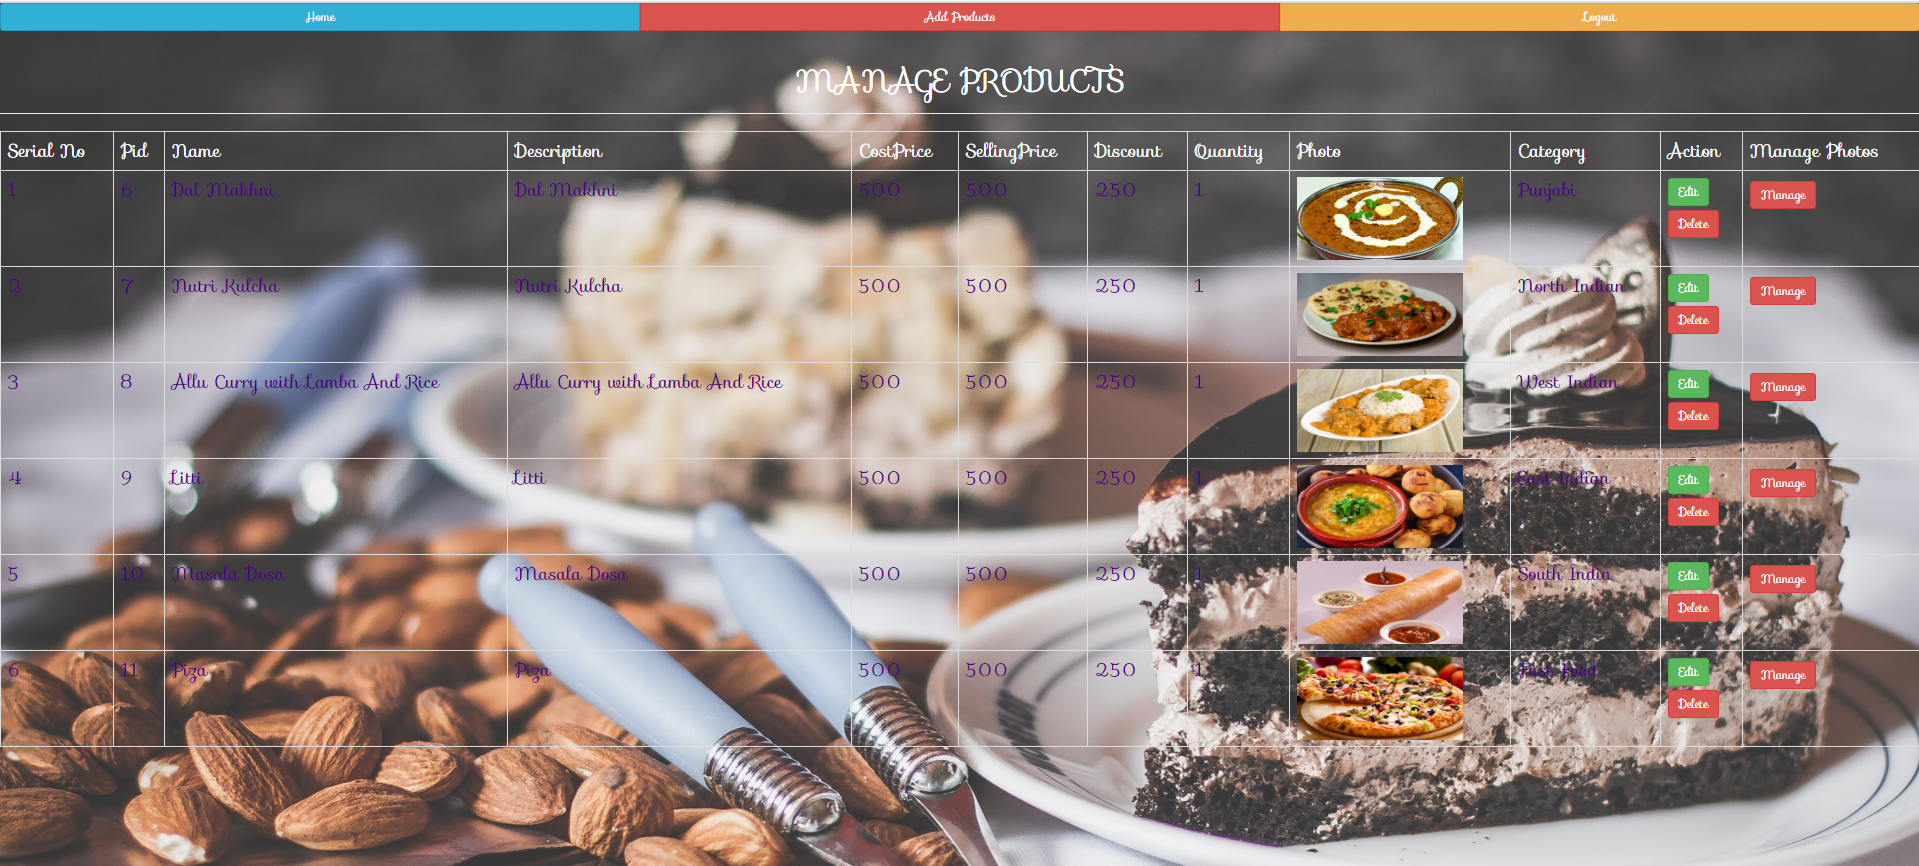 Home Add Products Logout
MANAGE PRODUCTS
Serial No Pid Name Description CostPrice SellingPrice Discount Quantity Photo Category Action Manage Photos
1 6 Dal Makhni Dal Makhni 500 500 250 1 Punjabi Edit Manage
Delete
2 7 Nutri Kulcha Nutri Kulcha 500 500 250 1 North Indian Edit Manage
Delete
3 8 Allu Curry with Lamba And Rice Allu Curry with Lamba And Rice 500 500 250 1 West Indian Edit Manage
Delete
4 9 Litti Litti 500 500 250 1 East Indian Edit Manage
Delete
5 10 Masala Dosa Masala Dosa 500 500 250 1 South India Edit Manage
Delete
6 11 Piza Piza 500 500 250 1 Fast Food Edit Manage
Delete